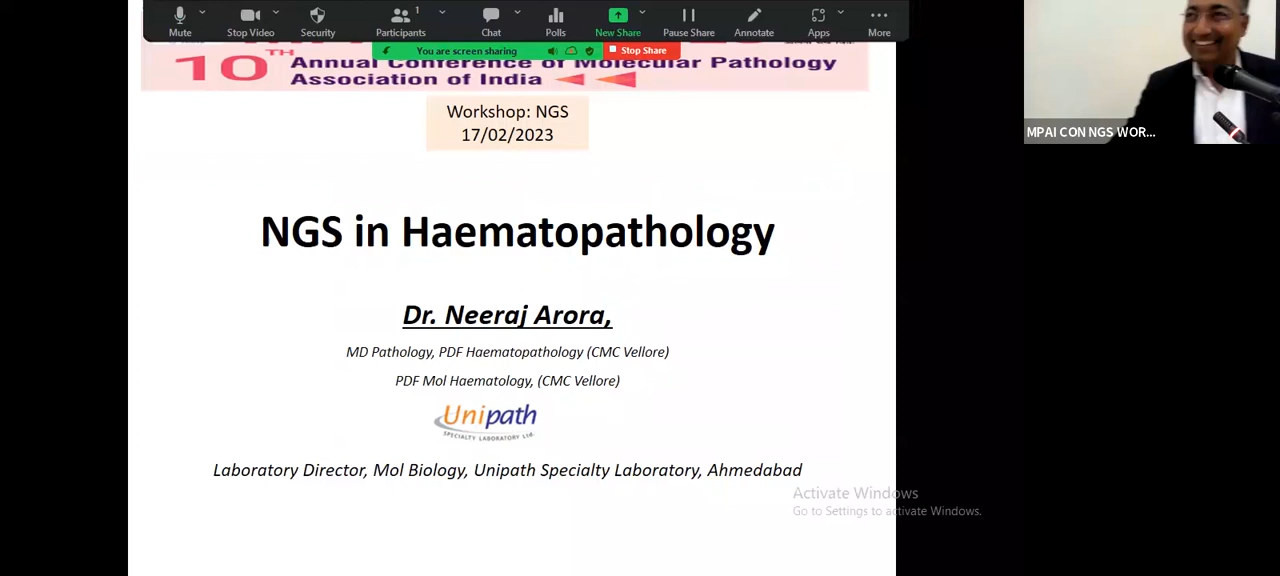 Mute
Stop Video
Security
1
Participants
Chat
Polls
New Share
Pause Share
Annotate
Apps
More
You are screen sharing
Stop Share
10TH Annual Conference of Molecular Pathology
Association of India
Workshop: NGS
17/02/2023
MPAI CON NGS WOR...
NGS in Haematopathology
Dr. Neeraj Arora,
MD Pathology, PDF Haematopathology (CMC Vellore)
PDF Mol Haematology, (CMC Vellore)
Unipath
SPECIALTY LABORATORY Ltd.
Laboratory Director, Mol Biology, Unipath Specialty Laboratory, Ahmedabad
Activate Windows
Go to Settings to activate Windows.